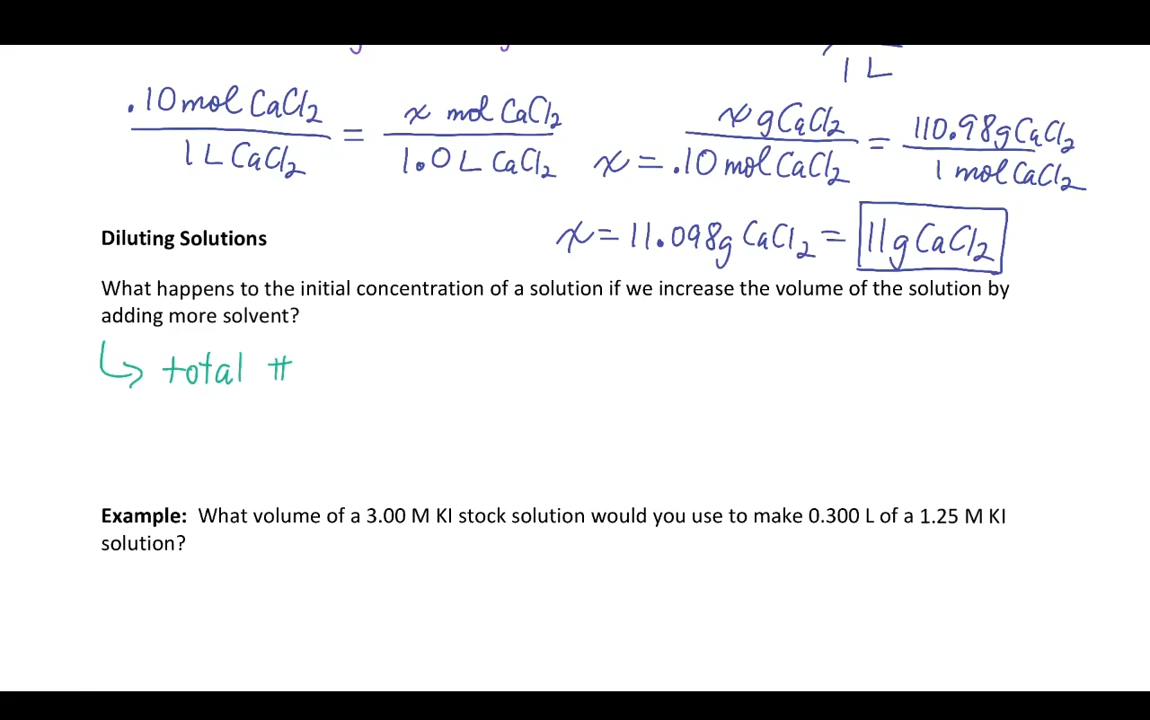 1 L
.10 mol CaCl₂ / 1 L CaCl₂ = x mol CaCl₂ / 1.0 L CaCl₂
x = .10 mol CaCl₂
x g CaCl₂ / .10 mol CaCl₂ = 110.98 g CaCl₂ / 1 mol CaCl₂
x = 11.098 g CaCl₂ = 11 g CaCl₂
Diluting Solutions
What happens to the initial concentration of a solution if we increase the volume of the solution by
adding more solvent?
↳ total #
Example: What volume of a 3.00 M KI stock solution would you use to make 0.300 L of a 1.25 M KI
solution?